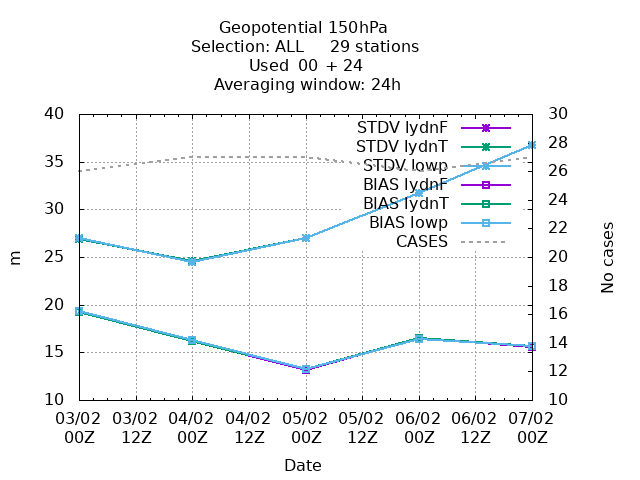 Geopotential 150hPa
Selection: ALL     29 stations
Used  00 + 24
Averaging window: 24h
40
35
30
25
20
15
10
m
30
28
26
24
22
20
18
16
14
12
10
No cases
STDV lydnF
STDV lydnT
STDV lowp
BIAS lydnF
BIAS lydnT
BIAS lowp
CASES
03/02 03/02 04/02 04/02 05/02 05/02 06/02 06/02 07/02
00Z 12Z 00Z 12Z 00Z 12Z 00Z 12Z 00Z
Date